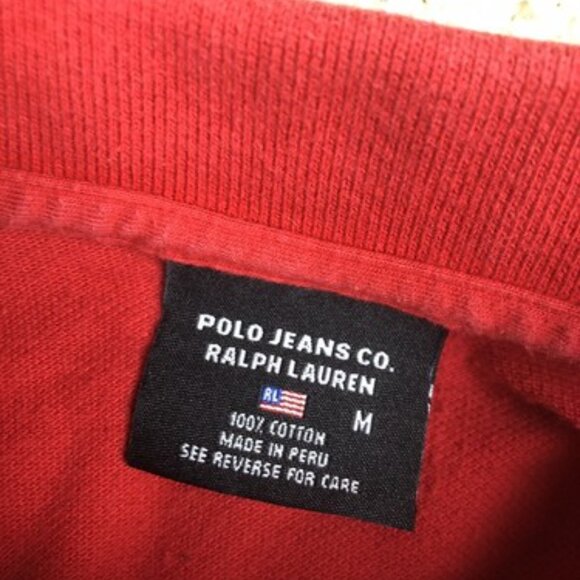 POLO JEANS CO.
RALPH LAUREN
RL
M
100% COTTON
MADE IN PERU
SEE REVERSE FOR CARE